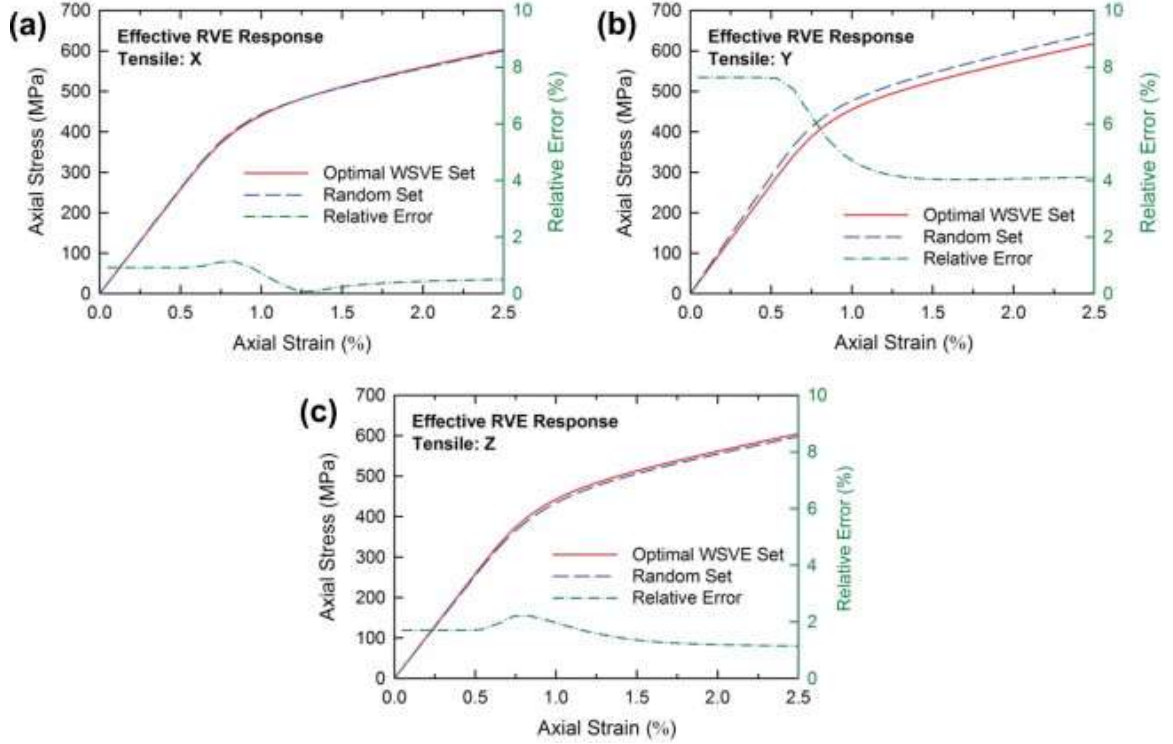 (a)
Effective RVE Response
Tensile: X
Axial Stress (MPa)
700
600
500
400
300
200
100
0
0.0 0.5 1.0 1.5 2.0 2.5
Axial Strain (%)
10
8
6
4
2
0
Relative Error (%)
Optimal WSVE Set
Random Set
Relative Error
(b)
Effective RVE Response
Tensile: Y
Axial Stress (MPa)
700
600
500
400
300
200
100
0
0.0 0.5 1.0 1.5 2.0 2.5
Axial Strain (%)
10
8
6
4
2
0
Relative Error (%)
Optimal WSVE Set
Random Set
Relative Error
(c)
Effective RVE Response
Tensile: Z
Axial Stress (MPa)
700
600
500
400
300
200
100
0
0.0 0.5 1.0 1.5 2.0 2.5
Axial Strain (%)
10
8
6
4
2
0
Relative Error (%)
Optimal WSVE Set
Random Set
Relative Error